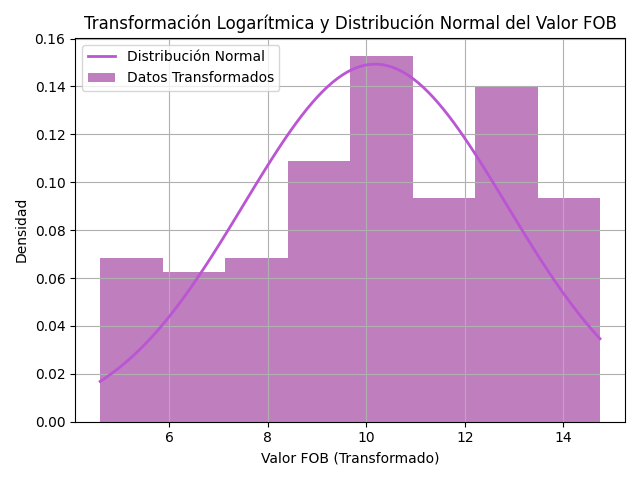 Transformación Logarítmica y Distribución Normal del Valor FOB
Distribución Normal
Datos Transformados
Densidad
0.16
0.14
0.12
0.10
0.08
0.06
0.04
0.02
0.00
6 8 10 12 14
Valor FOB (Transformado)